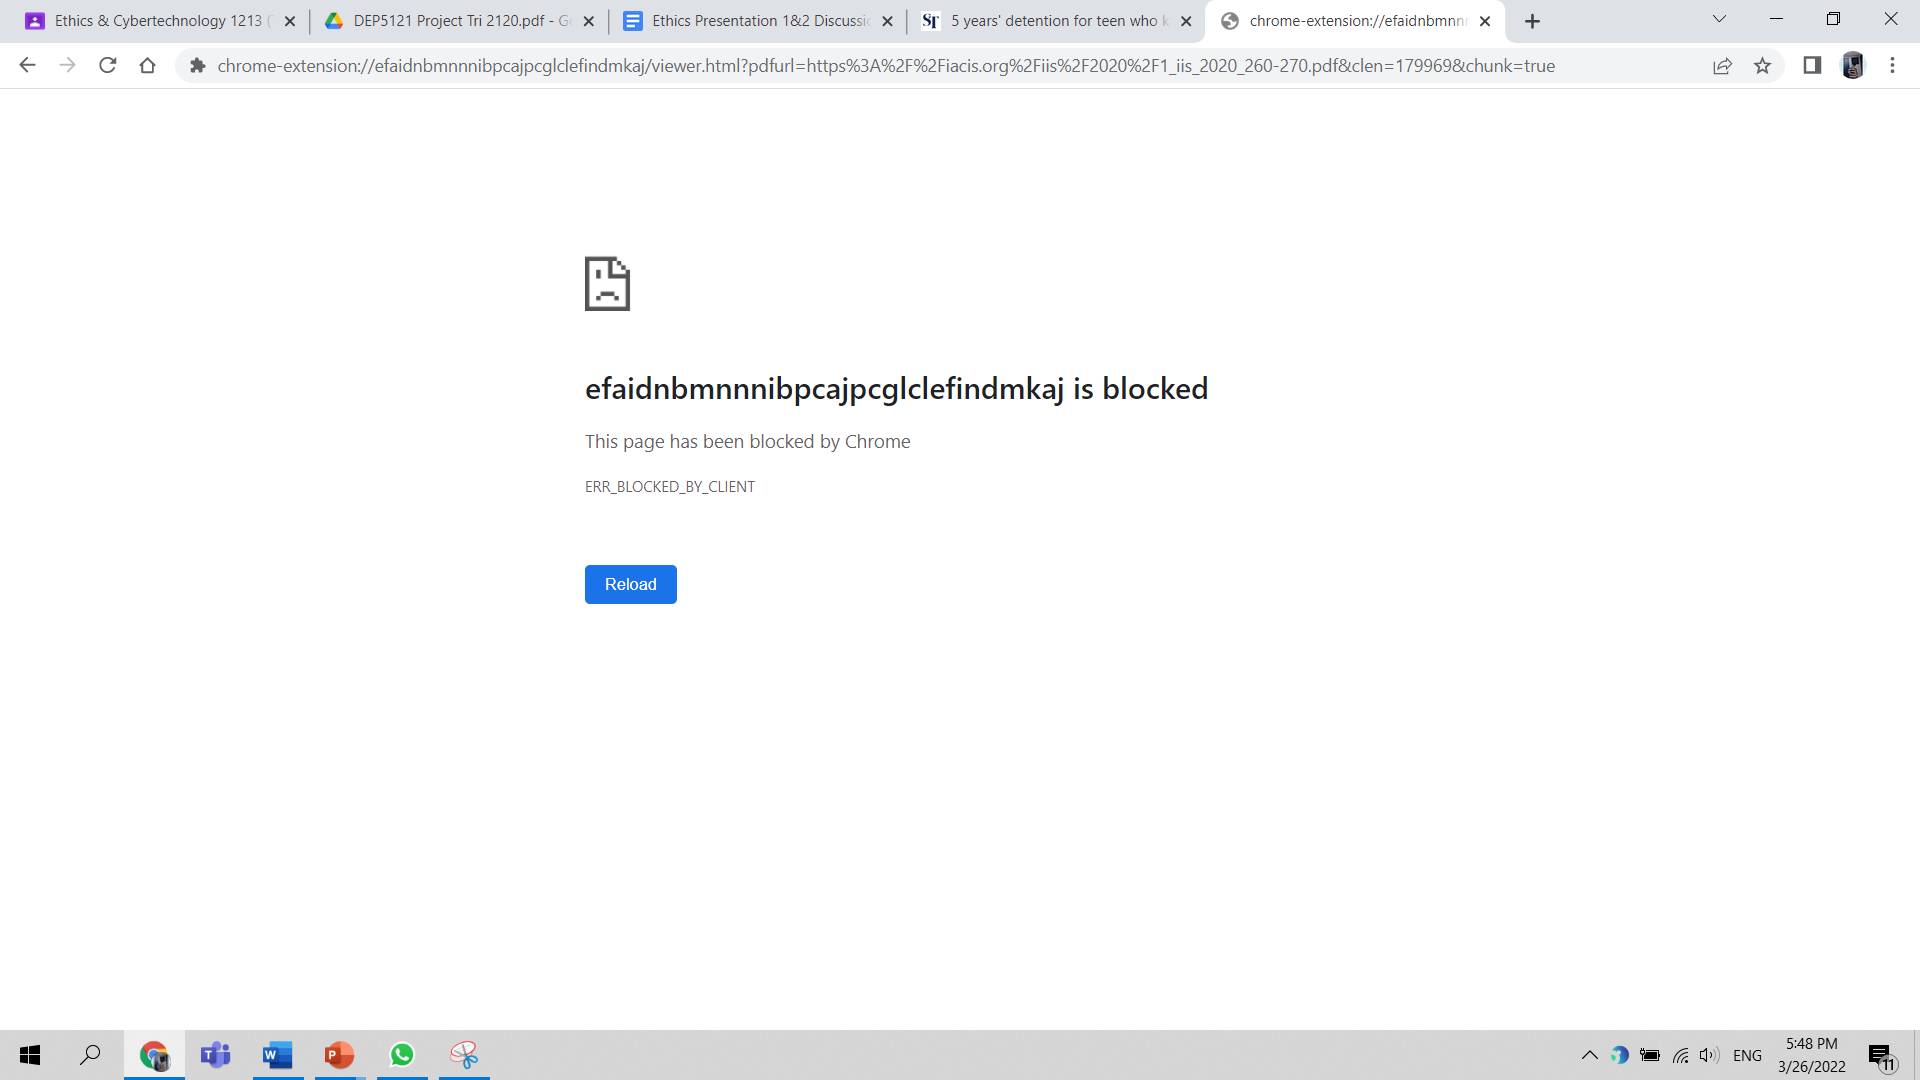 Ethics & Cybertechnology 1213 (
DEP5121 Project Tri 2120.pdf - Go
Ethics Presentation 1&2 Discussio
ST
5 years' detention for teen who k
chrome-extension://efaidnbmnnn
chrome-extension://efaidnbmnnnibpcajpcglclefindmkaj/viewer.html?pdfurl=https%3A%2F%2Fiacis.org%2Fiis%2F2020%2F1_iis_2020_260-270.pdf&clen=179969&chunk=true
efaidnbmnnnibpcajpcglclefindmkaj is blocked
This page has been blocked by Chrome
ERR_BLOCKED_BY_CLIENT
Reload
T
W
P
ENG
5:48 PM
3/26/2022
11